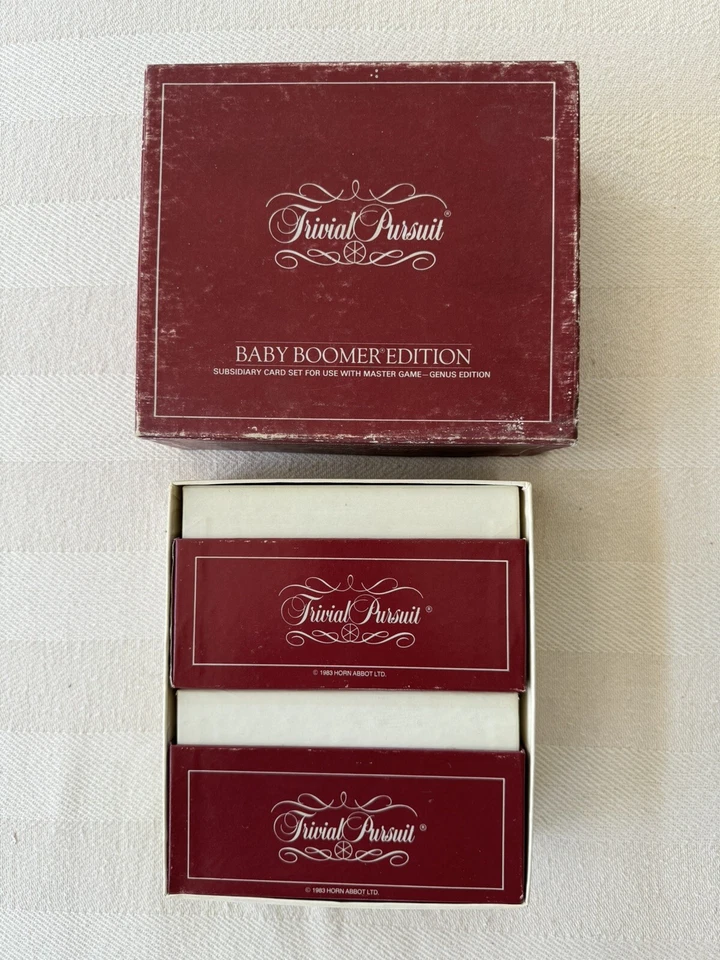 Trivial Pursuit®
BABY BOOMER® EDITION
SUBSIDIARY CARD SET FOR USE WITH MASTER GAME—GENUS EDITION
Trivial Pursuit®
© 1983 HORN ABBOT LTD.
Trivial Pursuit®
© 1983 HORN ABBOT LTD.